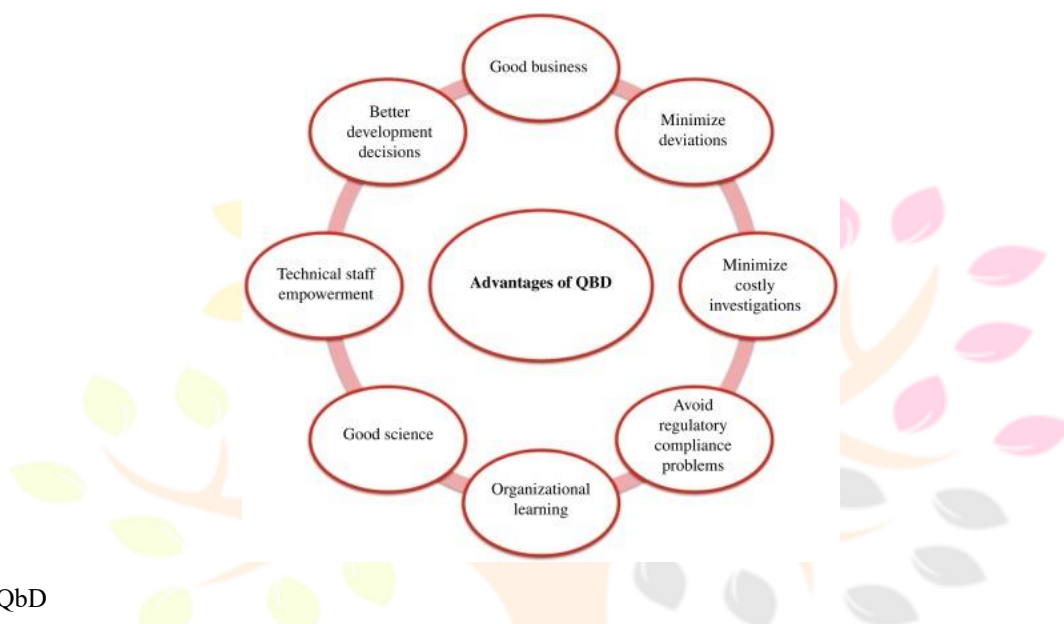 Good business
Minimize
deviations
Minimize
costly
investigations
Avoid
regulatory
compliance
problems
Organizational
learning
Good science
Technical staff
empowerment
Better
development
decisions
Advantages of QBD
QbD